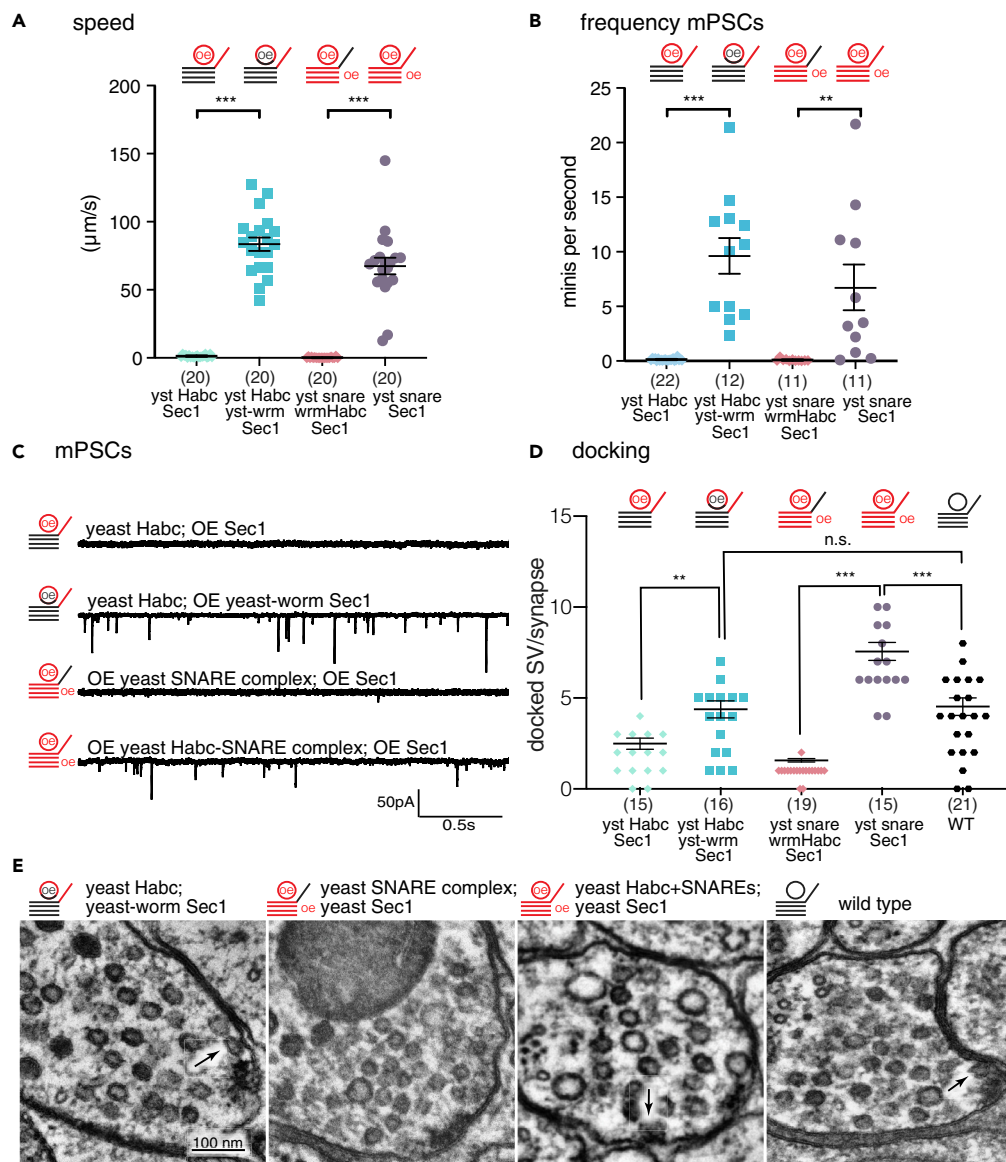 A speed
oe oe oe oe oe oe
200
150
100
50
0
(µm/s)
*** ***
(20) (20) (20) (20)
yst Habc yst Habc yst snare yst snare
Sec1 yst-wrm wrmHabc Sec1
Sec1 Sec1
B frequency mPSCs
oe oe oe oe oe oe
25
20
15
10
5
0
minis per second
*** **
(22) (12) (11) (11)
yst Habc yst Habc yst snare yst snare
Sec1 yst-wrm wrmHabc Sec1
Sec1 Sec1
C mPSCs
oe yeast Habc; OE Sec1
oe yeast Habc; OE yeast-worm Sec1
oe OE yeast SNARE complex; OE Sec1
oe
oe OE yeast Habc-SNARE complex; OE Sec1
oe
50pA
0.5s
D docking
oe oe oe oe oe oe
15
10
5
0
docked SV/synapse
n.s.
** *** ***
(15) (16) (19) (15) (21)
yst Habc yst Habc yst snare yst snare WT
Sec1 yst-wrm wrmHabc Sec1
Sec1 Sec1
E
oe yeast Habc;
yeast-worm Sec1
oe yeast SNARE complex;
oe yeast Sec1
oe yeast Habc+SNAREs;
oe yeast Sec1
wild type
100 nm